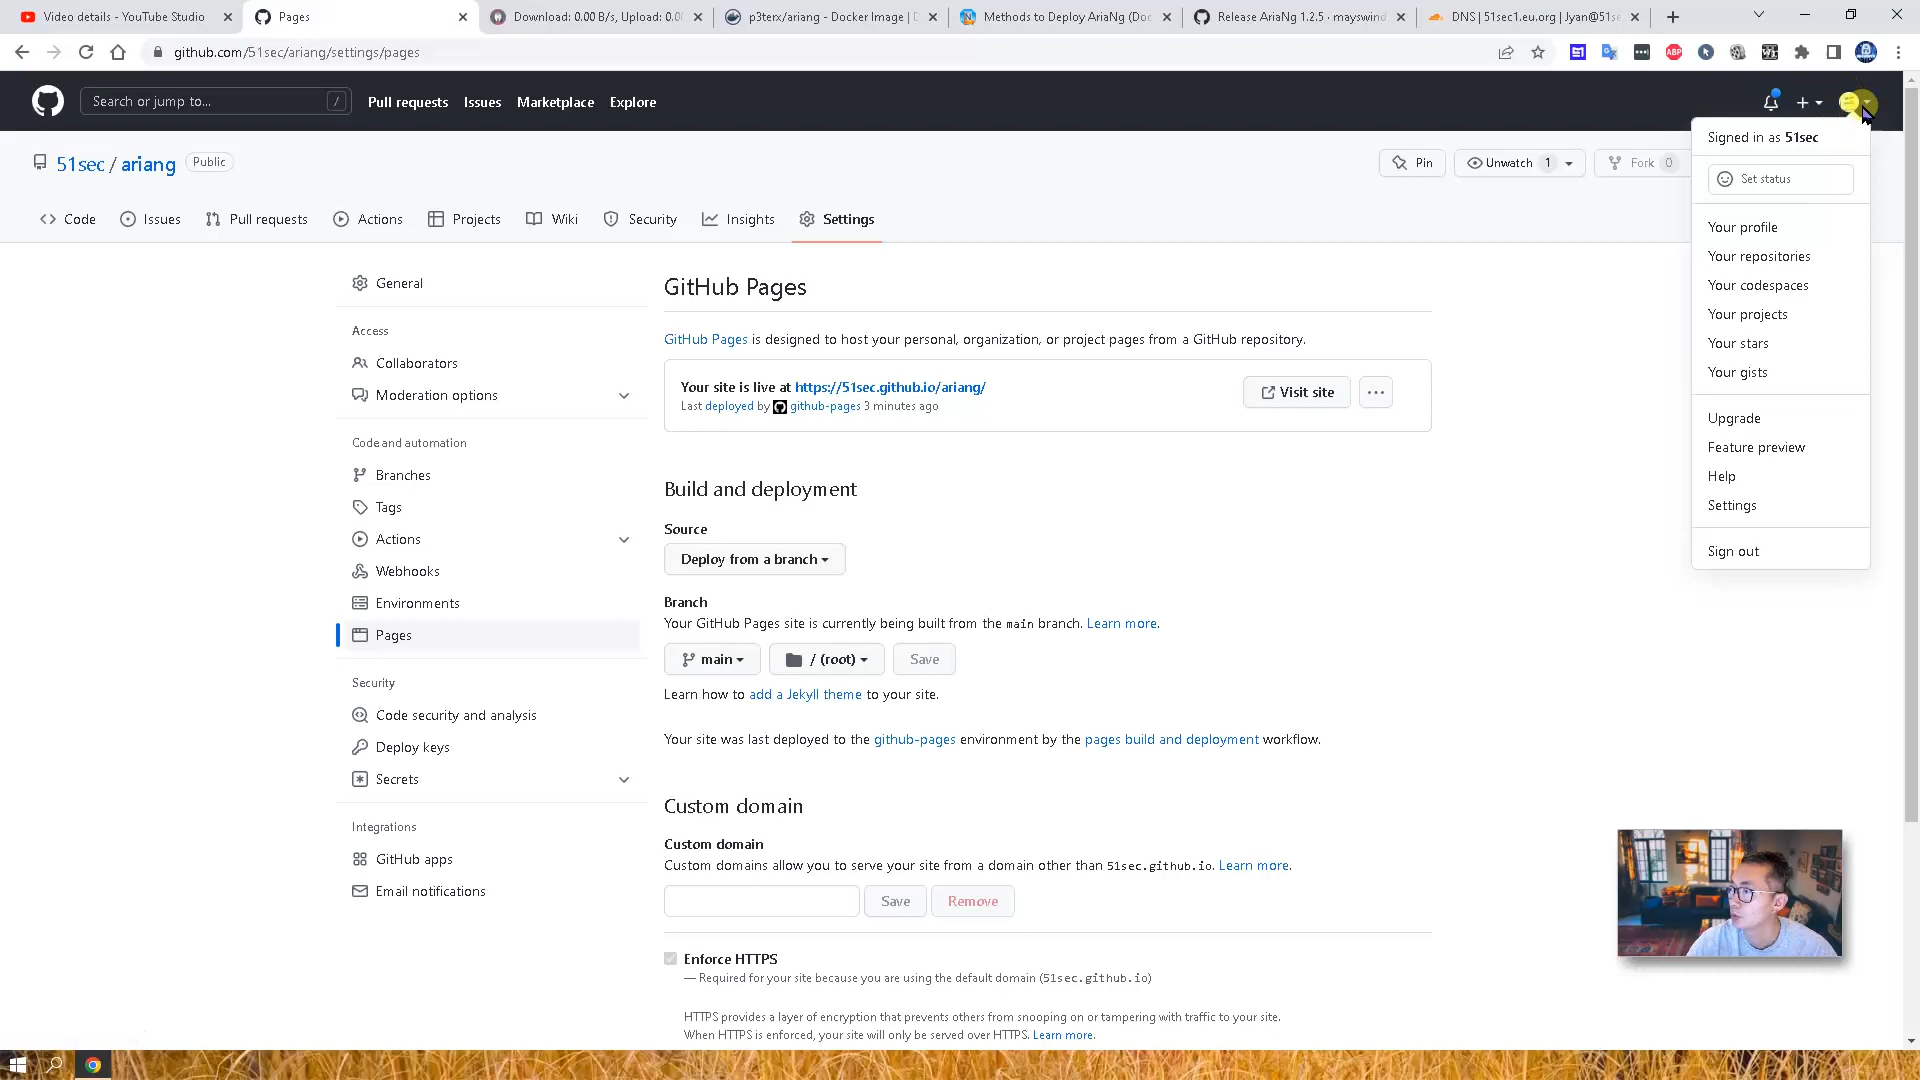 Video details - YouTube Studio
Pages
Download: 0.00 B/s, Upload: 0.0
p3terx/ariang - Docker Image | D
Methods to Deploy AriaNg (Doc
Release AriaNg 1.2.5 · mayswind
DNS | 51sec1.eu.org | Jyan@51se
github.com/51sec/ariang/settings/pages
Search or jump to...
/
Pull requests
Issues
Marketplace
Explore
Signed in as 51sec
51sec / ariang
Public
Pin
Unwatch 1
Fork 0
Set status
Code
Issues
Pull requests
Actions
Projects
Wiki
Security
Insights
Settings
Your profile
Your repositories
Your codespaces
Your projects
Your stars
Your gists
Upgrade
Feature preview
Help
Settings
Sign out
General
Access
Collaborators
Moderation options
Code and automation
Branches
Tags
Actions
Webhooks
Environments
Pages
Security
Code security and analysis
Deploy keys
Secrets
Integrations
GitHub apps
Email notifications
GitHub Pages
GitHub Pages is designed to host your personal, organization, or project pages from a GitHub repository.
Your site is live at https://51sec.github.io/ariang/
Last deployed by github-pages 3 minutes ago
Visit site
Build and deployment
Source
Deploy from a branch
Branch
Your GitHub Pages site is currently being built from the main branch. Learn more.
main
/ (root)
Save
Learn how to add a Jekyll theme to your site.
Your site was last deployed to the github-pages environment by the pages build and deployment workflow.
Custom domain
Custom domain
Custom domains allow you to serve your site from a domain other than 51sec.github.io. Learn more.
Save
Remove
Enforce HTTPS
— Required for your site because you are using the default domain (51sec.github.io)
HTTPS provides a layer of encryption that prevents others from snooping on or tampering with traffic to your site.
When HTTPS is enforced, your site will only be served over HTTPS. Learn more.